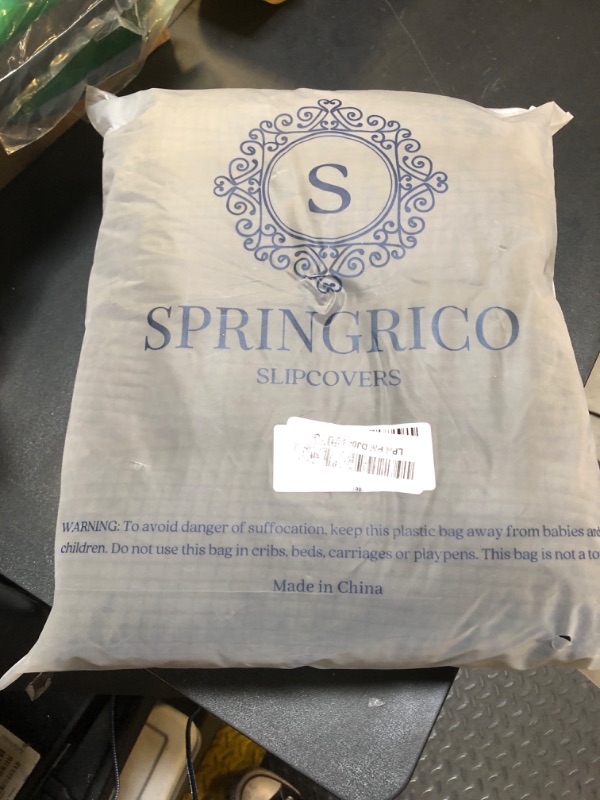 S
SPRINGRICO
SLIPCOVERS
WARNING: To avoid danger of suffocation, keep this plastic bag away from babies and
children. Do not use this bag in cribs, beds, carriages or playpens. This bag is not a to
Made in China